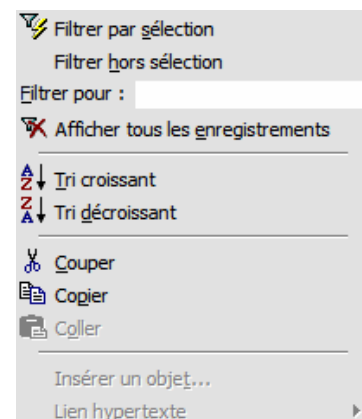 Filtrer par sélection
Filtrer hors sélection
Filtrer pour :
Afficher tous les enregistrements
Tri croissant
Tri décroissant
Couper
Copier
Coller
Insérer un objet...
Lien hypertexte